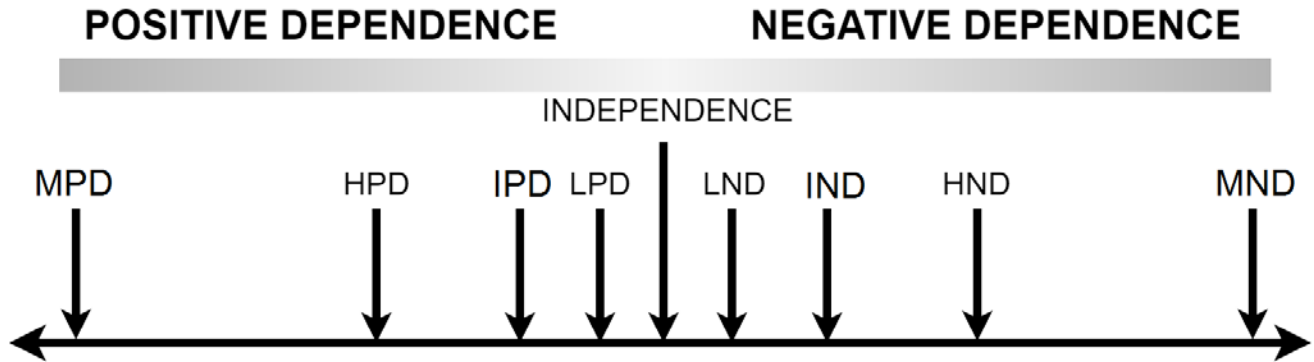 POSITIVE DEPENDENCE NEGATIVE DEPENDENCE
INDEPENDENCE
MPD HPD IPD LPD LND IND HND MND